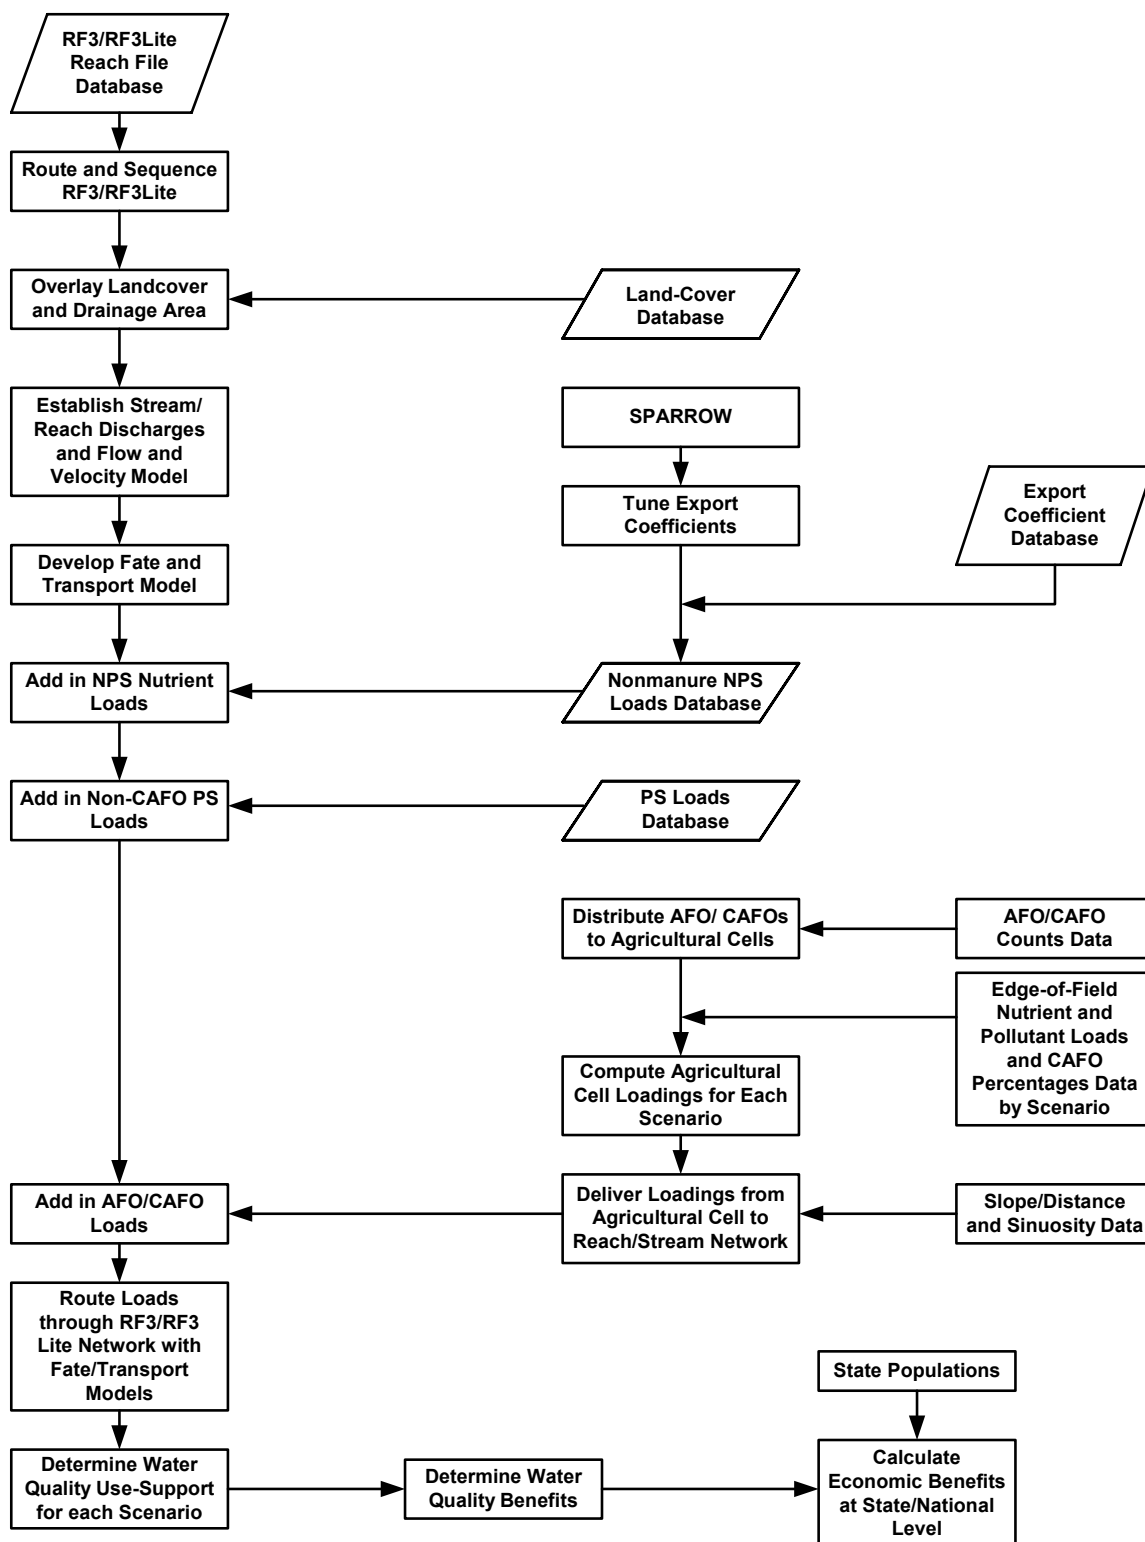 RF3/RF3Lite
Reach File
Database
Route and Sequence
RF3/RF3Lite
Overlay Landcover
and Drainage Area
Land-Cover
Database
Establish Stream/
Reach Discharges
and Flow and
Velocity Model
SPARROW
Tune Export
Coefficients
Export
Coefficient
Database
Develop Fate and
Transport Model
Add in NPS Nutrient
Loads
Nonmanure NPS
Loads Database
Add in Non-CAFO PS
Loads
PS Loads
Database
Distribute AFO/ CAFOs
to Agricultural Cells
AFO/CAFO
Counts Data
Edge-of-Field
Nutrient and
Pollutant Loads
and CAFO
Percentages Data
by Scenario
Compute Agricultural
Cell Loadings for Each
Scenario
Add in AFO/CAFO
Loads
Deliver Loadings from
Agricultural Cell to
Reach/Stream Network
Slope/Distance
and Sinuosity Data
Route Loads
through RF3/RF3
Lite Network with
Fate/Transport
Models
State Populations
Determine Water
Quality Use-Support
for each Scenario
Determine Water
Quality Benefits
Calculate
Economic Benefits
at State/National
Level